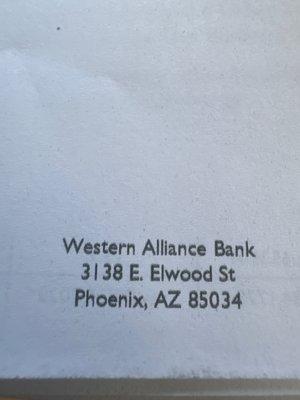 Western Alliance Bank
3138 E. Elwood St
Phoenix, AZ 85034